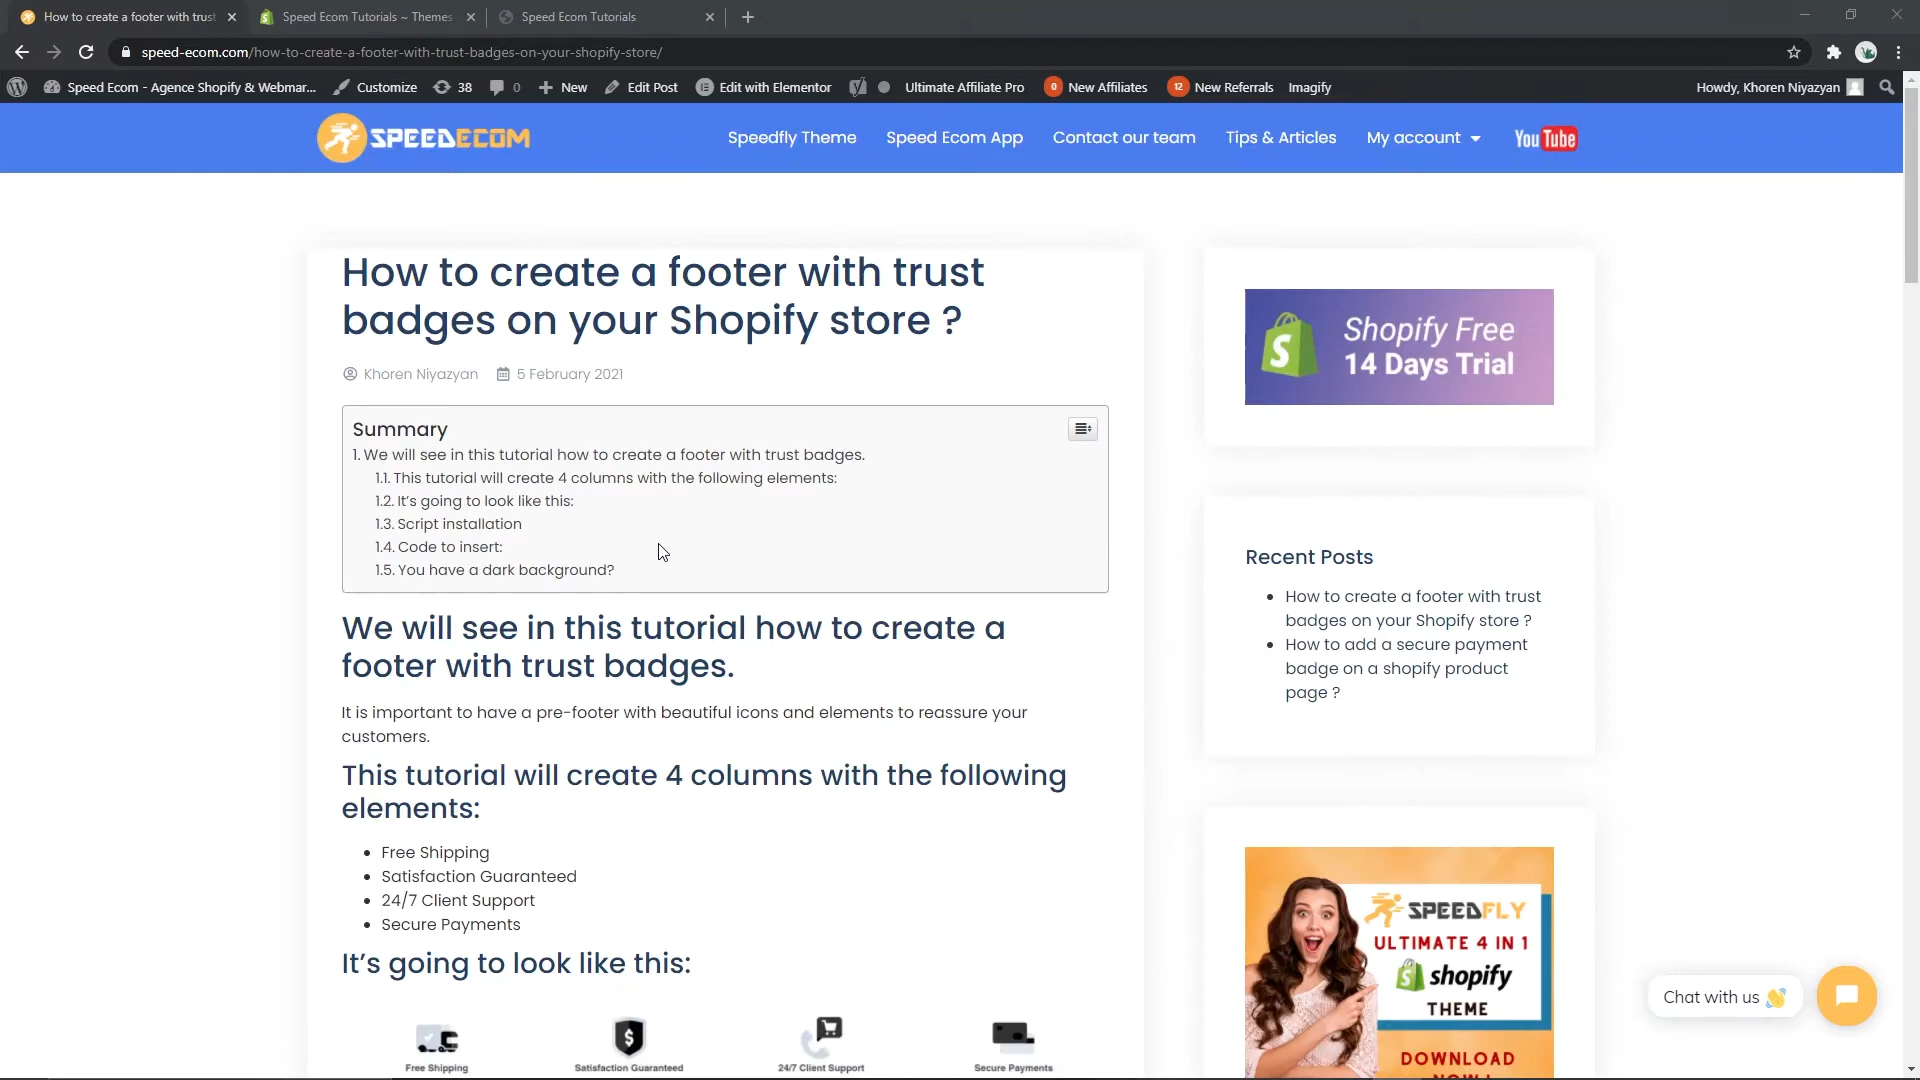 How to create a footer with trust
Speed Ecom Tutorials ~ Themes
Speed Ecom Tutorials
speed-ecom.com/how-to-create-a-footer-with-trust-badges-on-your-shopify-store/
Speed Ecom - Agence Shopify & Webmar...
Customize
38
0
New
Edit Post
Edit with Elementor
Ultimate Affiliate Pro
0 New Affiliates
12 New Referrals
Imagify
Howdy, Khoren Niyazyan
SPEEDECOM
Speedfly Theme
Speed Ecom App
Contact our team
Tips & Articles
My account
YouTube
How to create a footer with trust
badges on your Shopify store ?
Khoren Niyazyan
5 February 2021
Summary
1. We will see in this tutorial how to create a footer with trust badges.
1.1. This tutorial will create 4 columns with the following elements:
1.2. It's going to look like this:
1.3. Script installation
1.4. Code to insert:
1.5. You have a dark background?
We will see in this tutorial how to create a
footer with trust badges.
It is important to have a pre-footer with beautiful icons and elements to reassure your
customers.
This tutorial will create 4 columns with the following
elements:
Free Shipping
Satisfaction Guaranteed
24/7 Client Support
Secure Payments
It's going to look like this:
Free Shipping
Satisfaction Guaranteed
24/7 Client Support
Secure Payments
Shopify Free
14 Days Trial
Recent Posts
How to create a footer with trust
badges on your Shopify store ?
How to add a secure payment
badge on a shopify product
page ?
SPEEDFLY
ULTIMATE 4 IN 1
shopify
THEME
DOWNLOAD
NOW !
Chat with us 👋